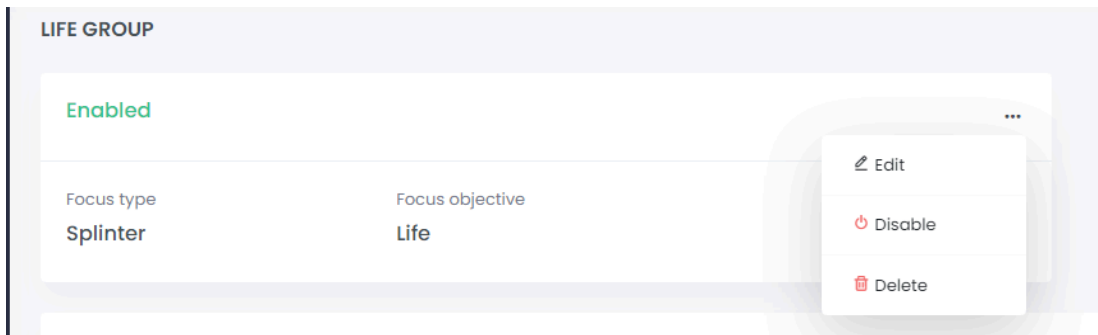 LIFE GROUP
Enabled
...
Edit
Focus type
Focus objective
Splinter
Life
Disable
Delete